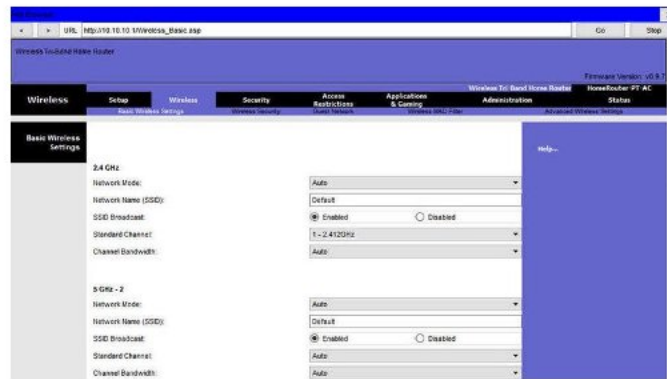 < > URL http://10.10.10.1/Wireless_Basic.asp Go Stop
Wireless Tri-Band Home Router
Firmware Version: v0.9.7
Wireless Tri-Band Home Router HomeRouter-PT-AC
Wireless Setup Wireless Security Access Restrictions Applications & Gaming Administration Status
Basic Wireless Settings Wireless Security Guest Network Wireless MAC Filter Advanced Wireless Settings
Basic Wireless Settings
Help...
2.4 GHz
Network Mode: Auto
Network Name (SSID): Default
SSID Broadcast: Enabled Disabled
Standard Channel: 1 - 2.412GHz
Channel Bandwidth: Auto
5 GHz - 2
Network Mode: Auto
Network Name (SSID): Default
SSID Broadcast: Enabled Disabled
Standard Channel: Auto
Channel Bandwidth: Auto